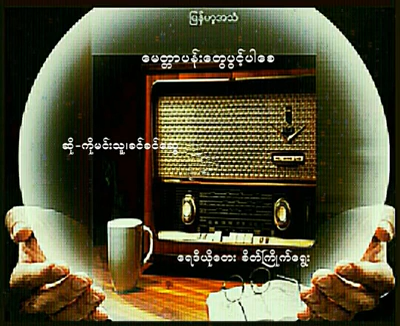 မြန်မာ့အသံ
မေတ္တာပန်းတွေပွင့်ပါစေ
ဆို-ကိုမင်းသူ၊ခင်ခင်ထွေး
ရေဒီယိုတေး စိတ်ကြိုက်ရွေး